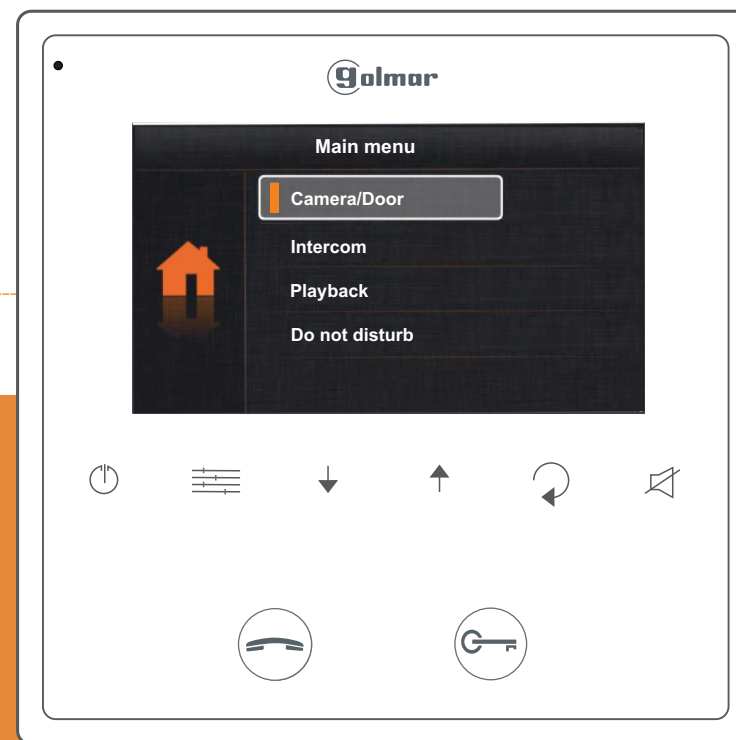 golmar
Main menu
Camera/Door
Intercom
Playback
Do not disturb